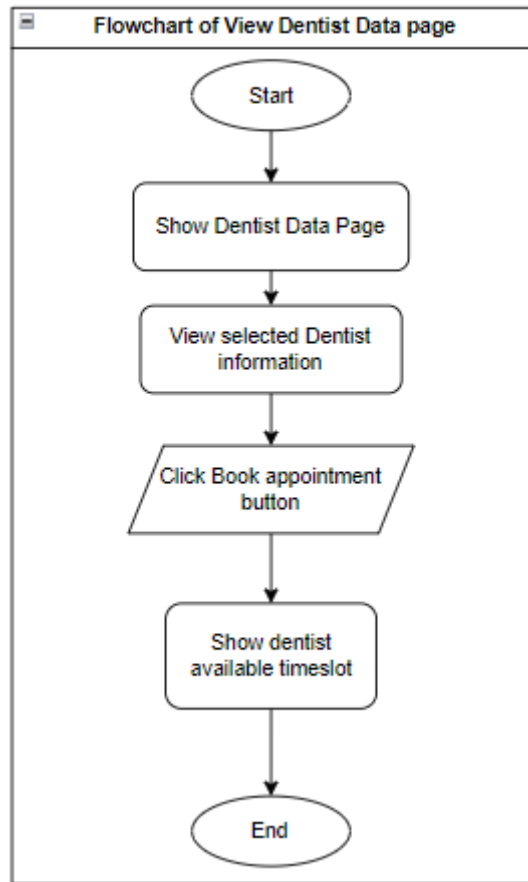 Flowchart of View Dentist Data page
Start
Show Dentist Data Page
View selected Dentist
information
Click Book appointment
button
Show dentist
available timeslot
End